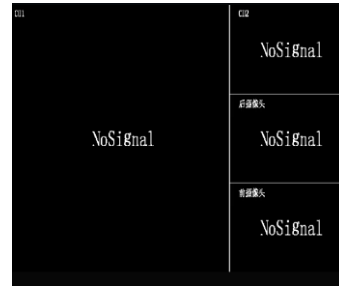 CH1
NoSignal
CH2
NoSignal
后摄像头
NoSignal
前摄像头
NoSignal